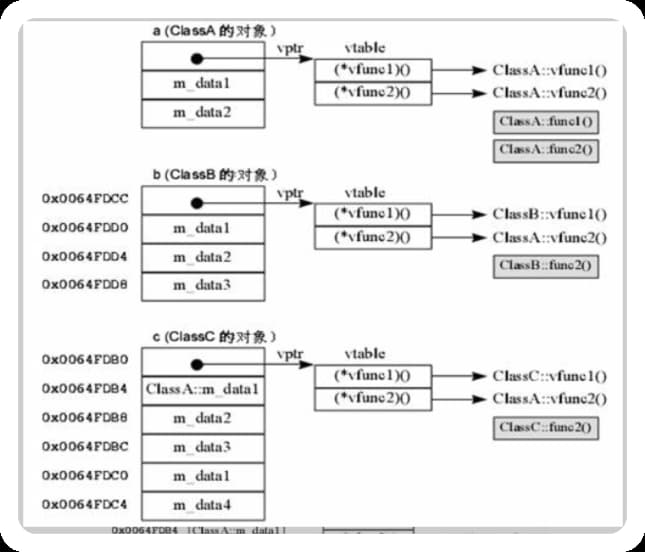 a (ClassA 的对象)
vptr vtable
(*vfunc1)() ClassA::vfunc1()
m_data1 (*vfunc2)() ClassA::vfunc2()
m_data2 ClassA::func1()
ClassA::func2()
b (ClassB 的对象)
0x0064FDCC vptr vtable
(*vfunc1)() ClassB::vfunc1()
0x0064FDD0 m_data1 (*vfunc2)() ClassA::vfunc2()
0x0064FDD4 m_data2 ClassB::func2()
0x0064FDD8 m_data3
c (ClassC 的对象)
0x0064FDB0 vptr vtable
(*vfunc1)() ClassC::vfunc1()
0x0064FDB4 ClassA::m_data1 (*vfunc2)() ClassA::vfunc2()
0x0064FDB8 m_data2 ClassC::func2()
0x0064FDBC m_data3
0x0064FDC0 m_data1
0x0064FDC4 m_data4
0x0064FDB4 ClassA::m_data1